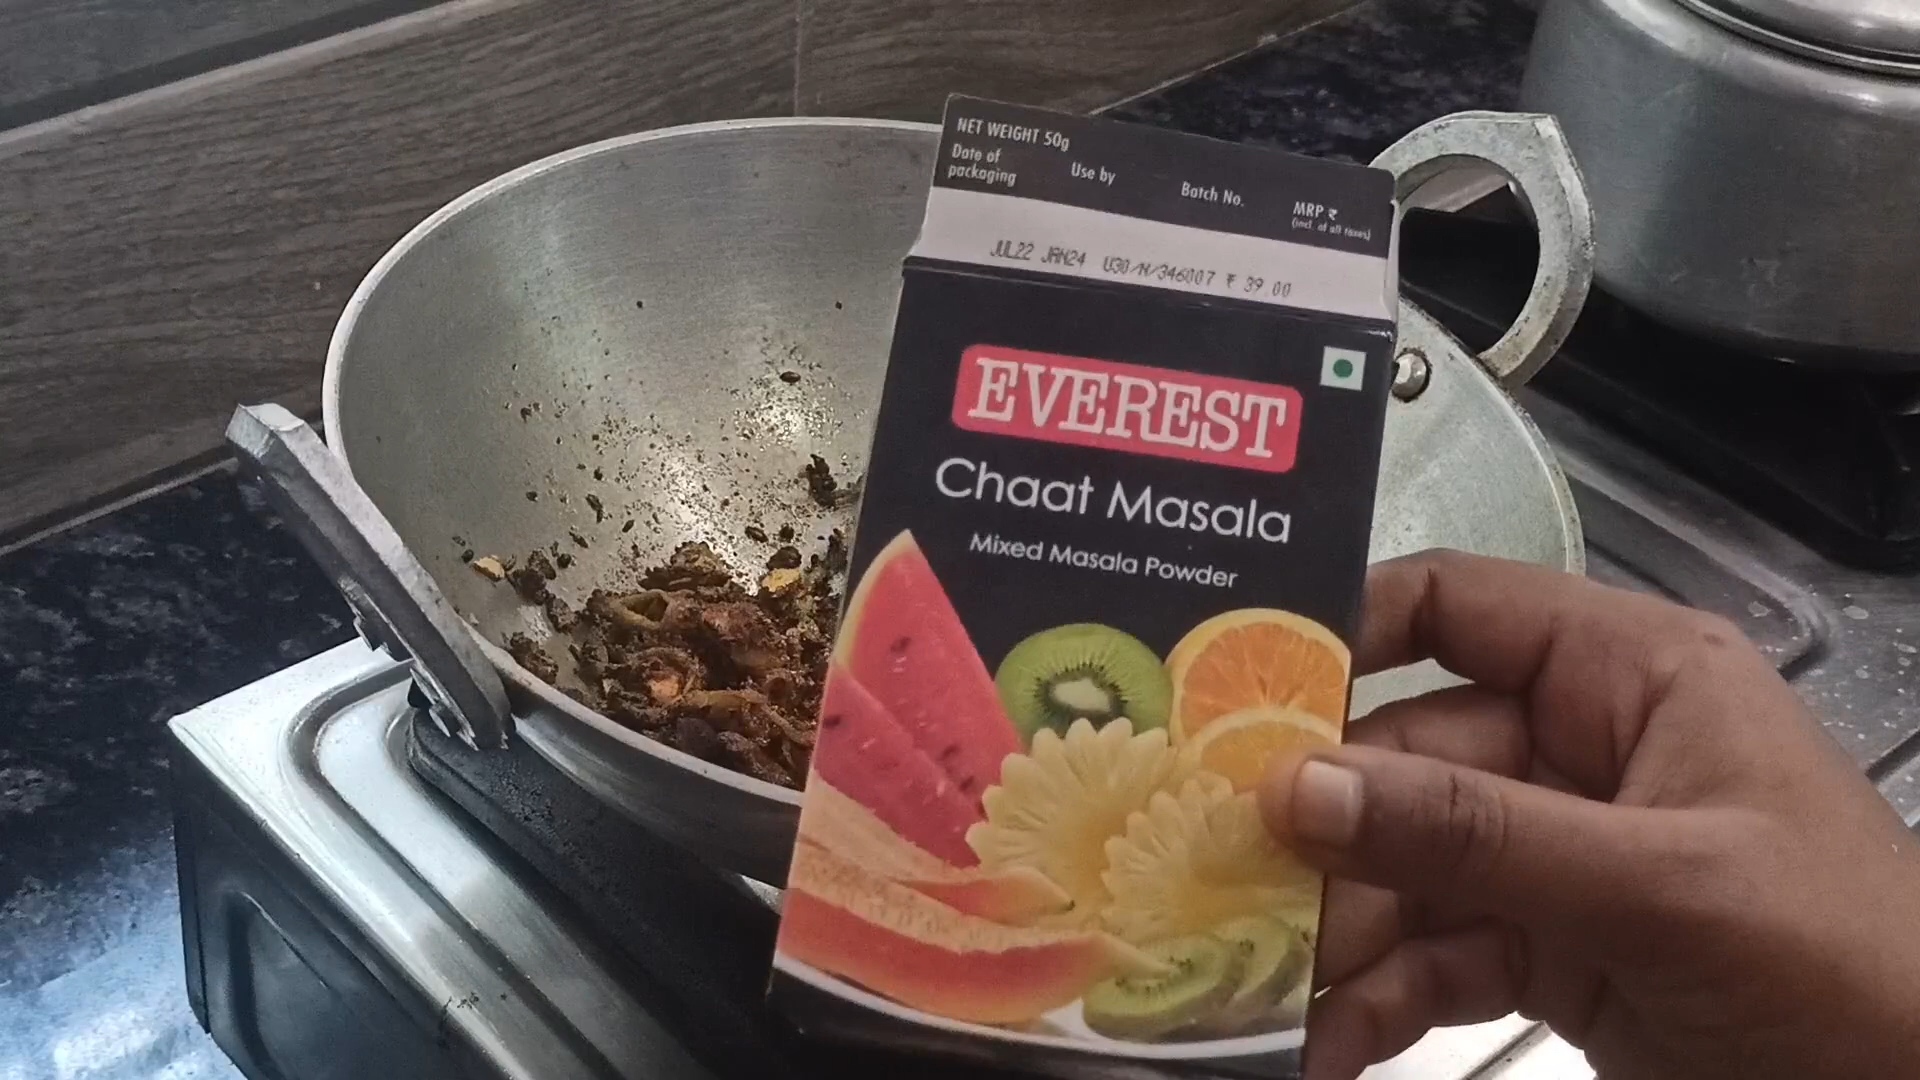 NET WEIGHT 50g
Date of packaging
Use by
Batch No.
MRP ₹
(incl. of all taxes)
JUL22 JAN24 U30/N/346007 ₹ 39.00
EVEREST
Chaat Masala
Mixed Masala Powder